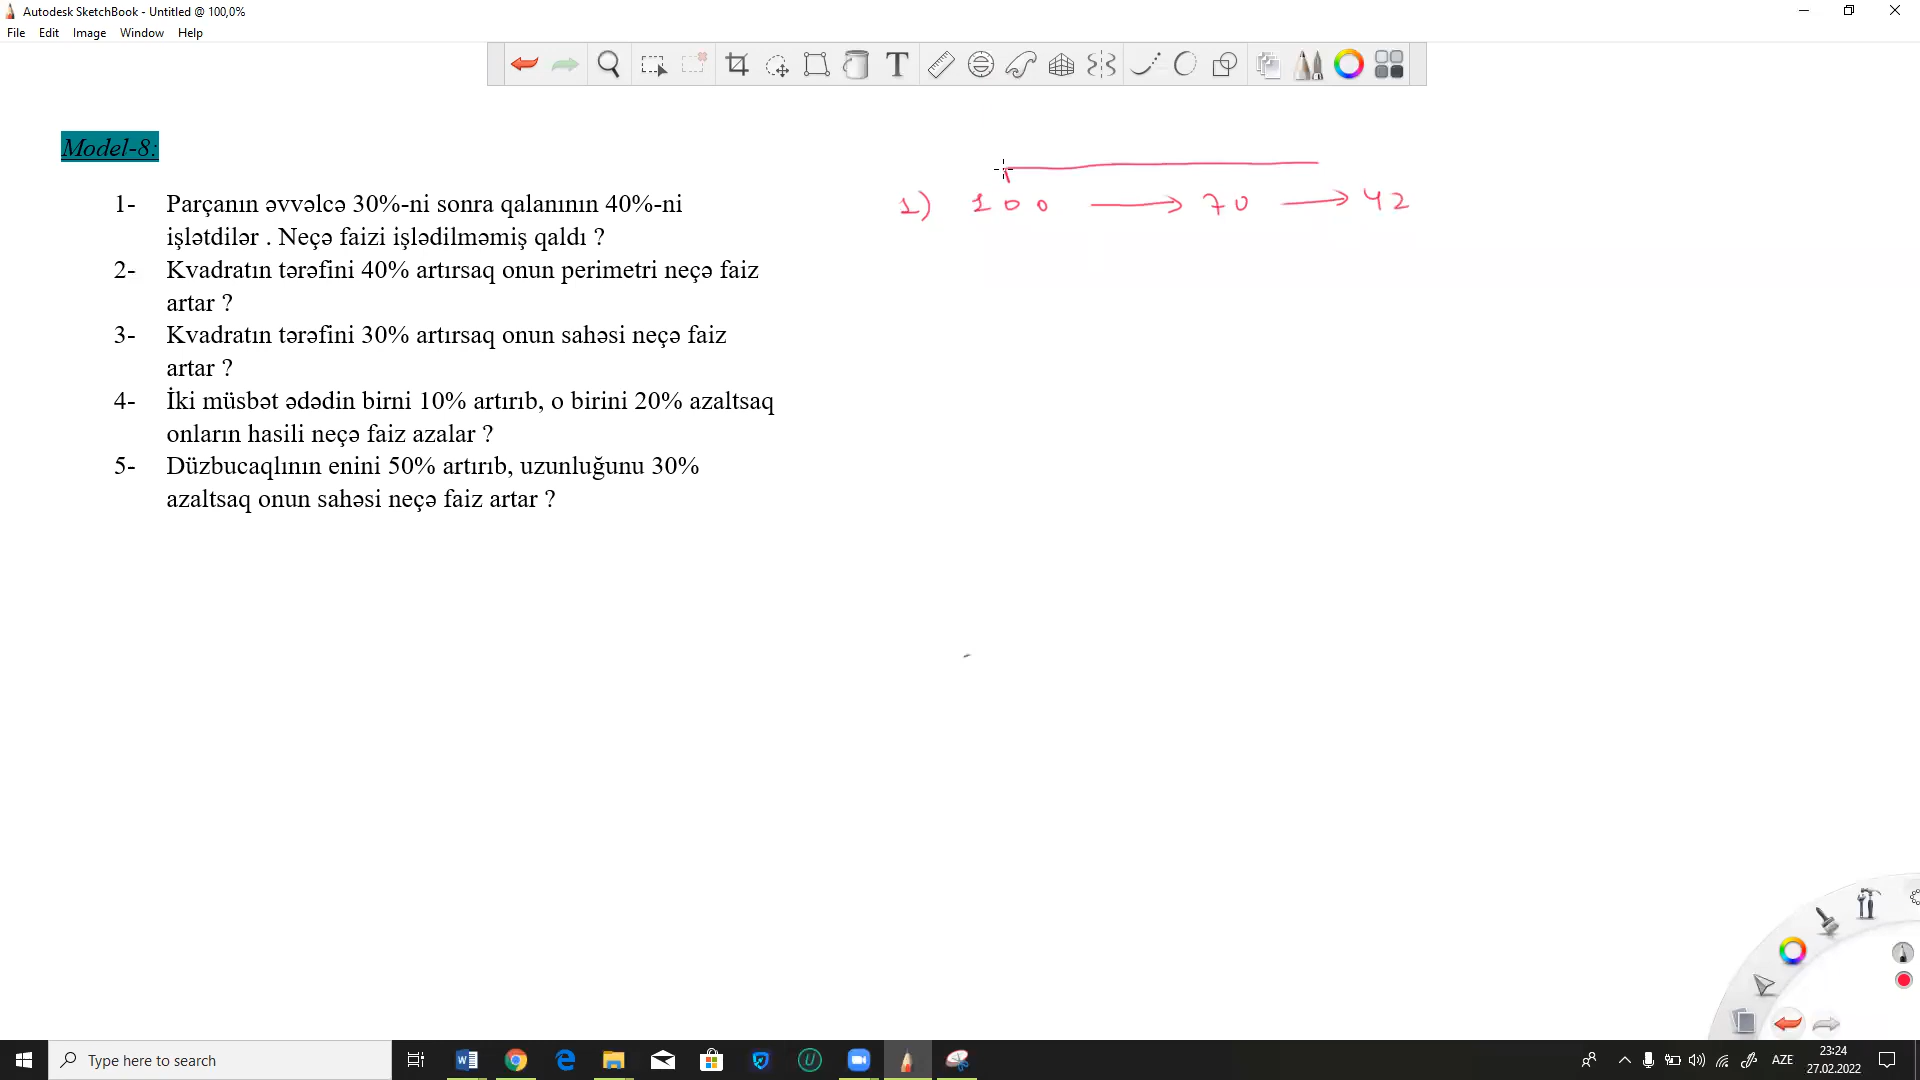 Autodesk SketchBook - Untitled @ 100,0%
File Edit Image Window Help
T
Model-8:
1- Parçanın əvvəlcə 30%-ni sonra qalanının 40%-ni
işlətdilər . Neçə faizi işlədilməmiş qaldı ?
2- Kvadratın tərəfini 40% artırsaq onun perimetri neçə faiz
artar ?
3- Kvadratın tərəfini 30% artırsaq onun sahəsi neçə faiz
artar ?
4- İki müsbət ədədin birni 10% artırıb, o birini 20% azaltsaq
onların hasili neçə faiz azalar ?
5- Düzbucaqlının enini 50% artırıb, uzunluğunu 30%
azaltsaq onun sahəsi neçə faiz artar ?
1) 100 → 70 → 42
Type here to search
AZE
23:24
27.02.2022